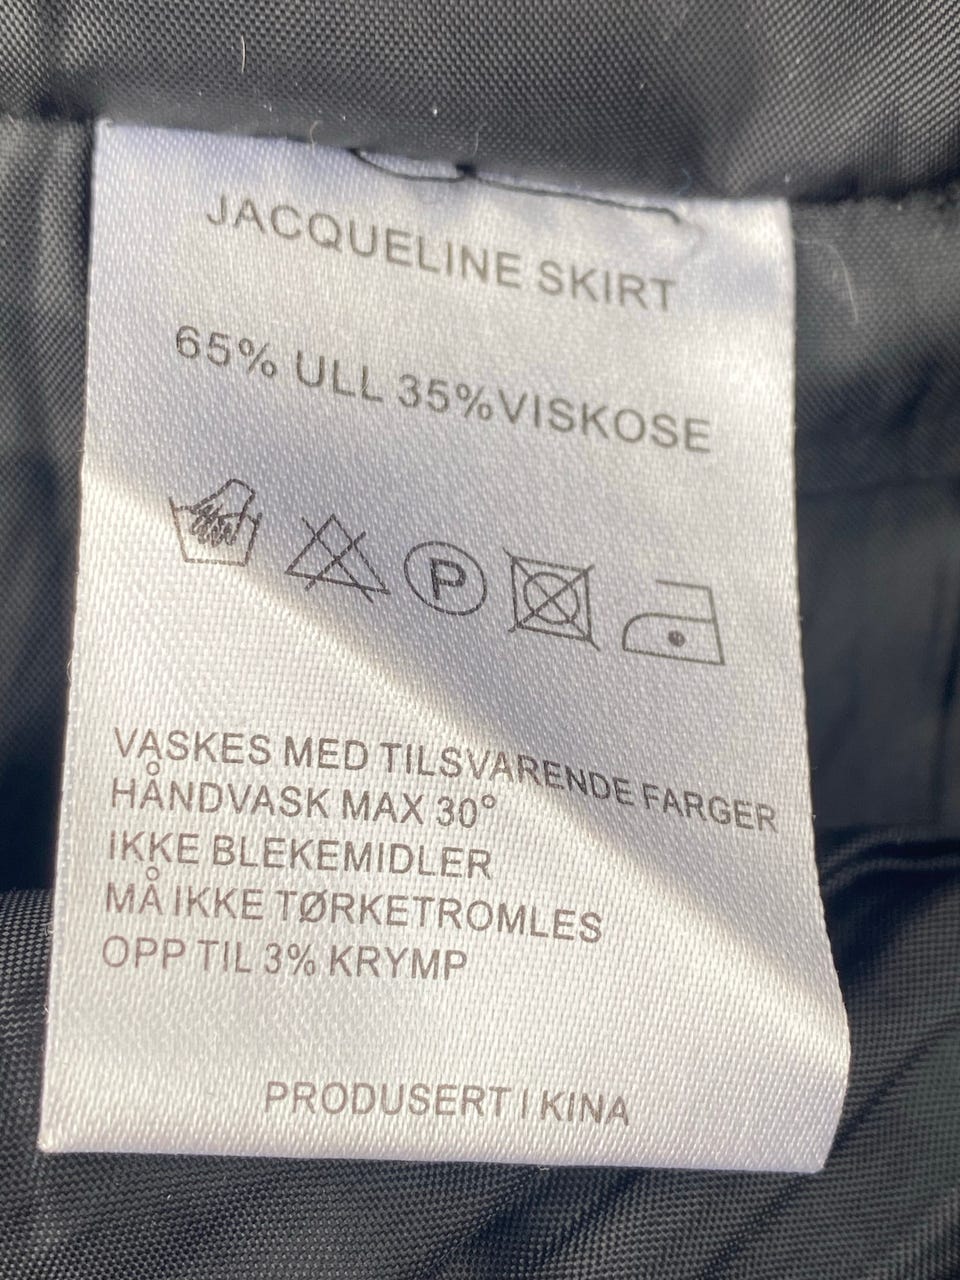 JACQUELINE SKIRT
65% ULL 35%VISKOSE
P
VASKES MED TILSVARENDE FARGER
HÅNDVASK MAX 30°
IKKE BLEKEMIDLER
MÅ IKKE TØRKETROMLES
OPP TIL 3% KRYMP
PRODUSERT I KINA